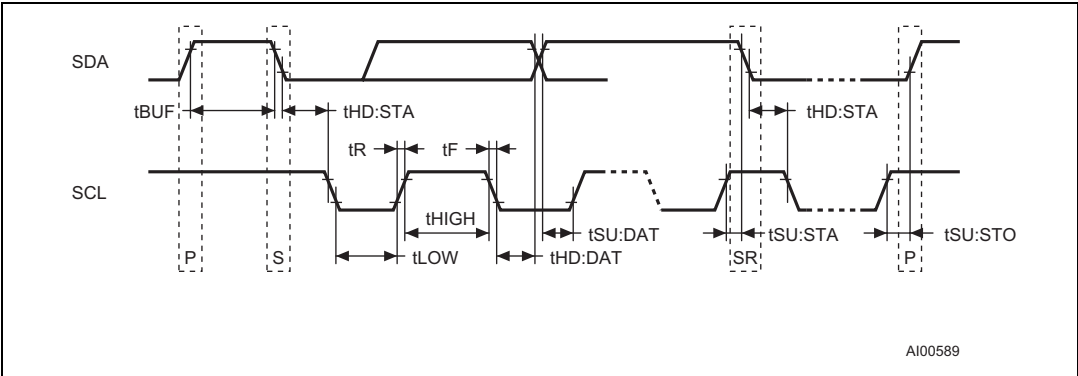 SDA
tBUF
tHD:STA
tHD:STA
tR
tF
SCL
tHIGH
tSU:DAT
tSU:STA
tSU:STO
P
S
tLOW
tHD:DAT
SR
P
AI00589